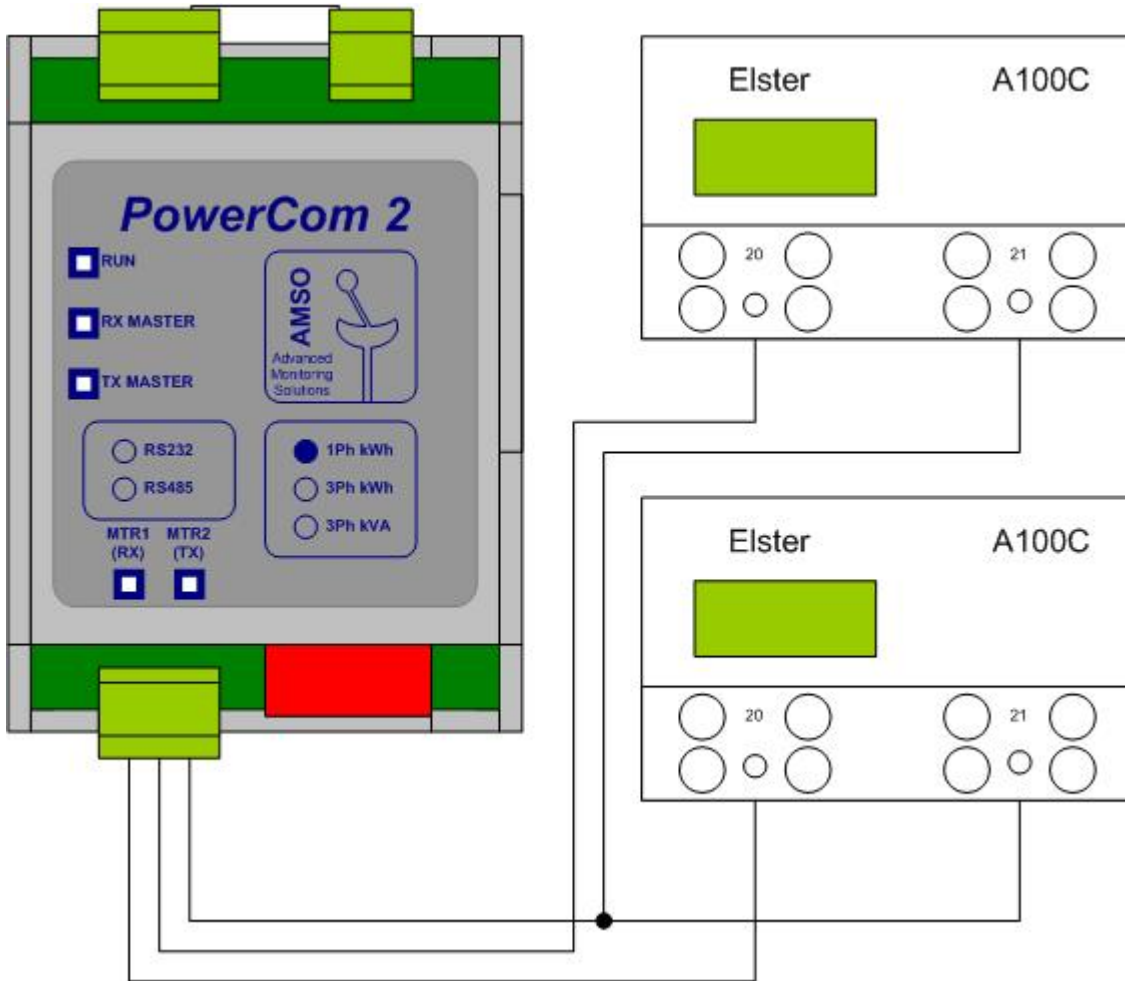 PowerCom 2
RUN
RX MASTER
TX MASTER
AMSO
Advanced
Monitoring
Solutions
RS232
RS485
1Ph kWh
3Ph kWh
3Ph kVA
MTR1 MTR2
(RX) (TX)
Elster A100C
20 21
Elster A100C
20 21